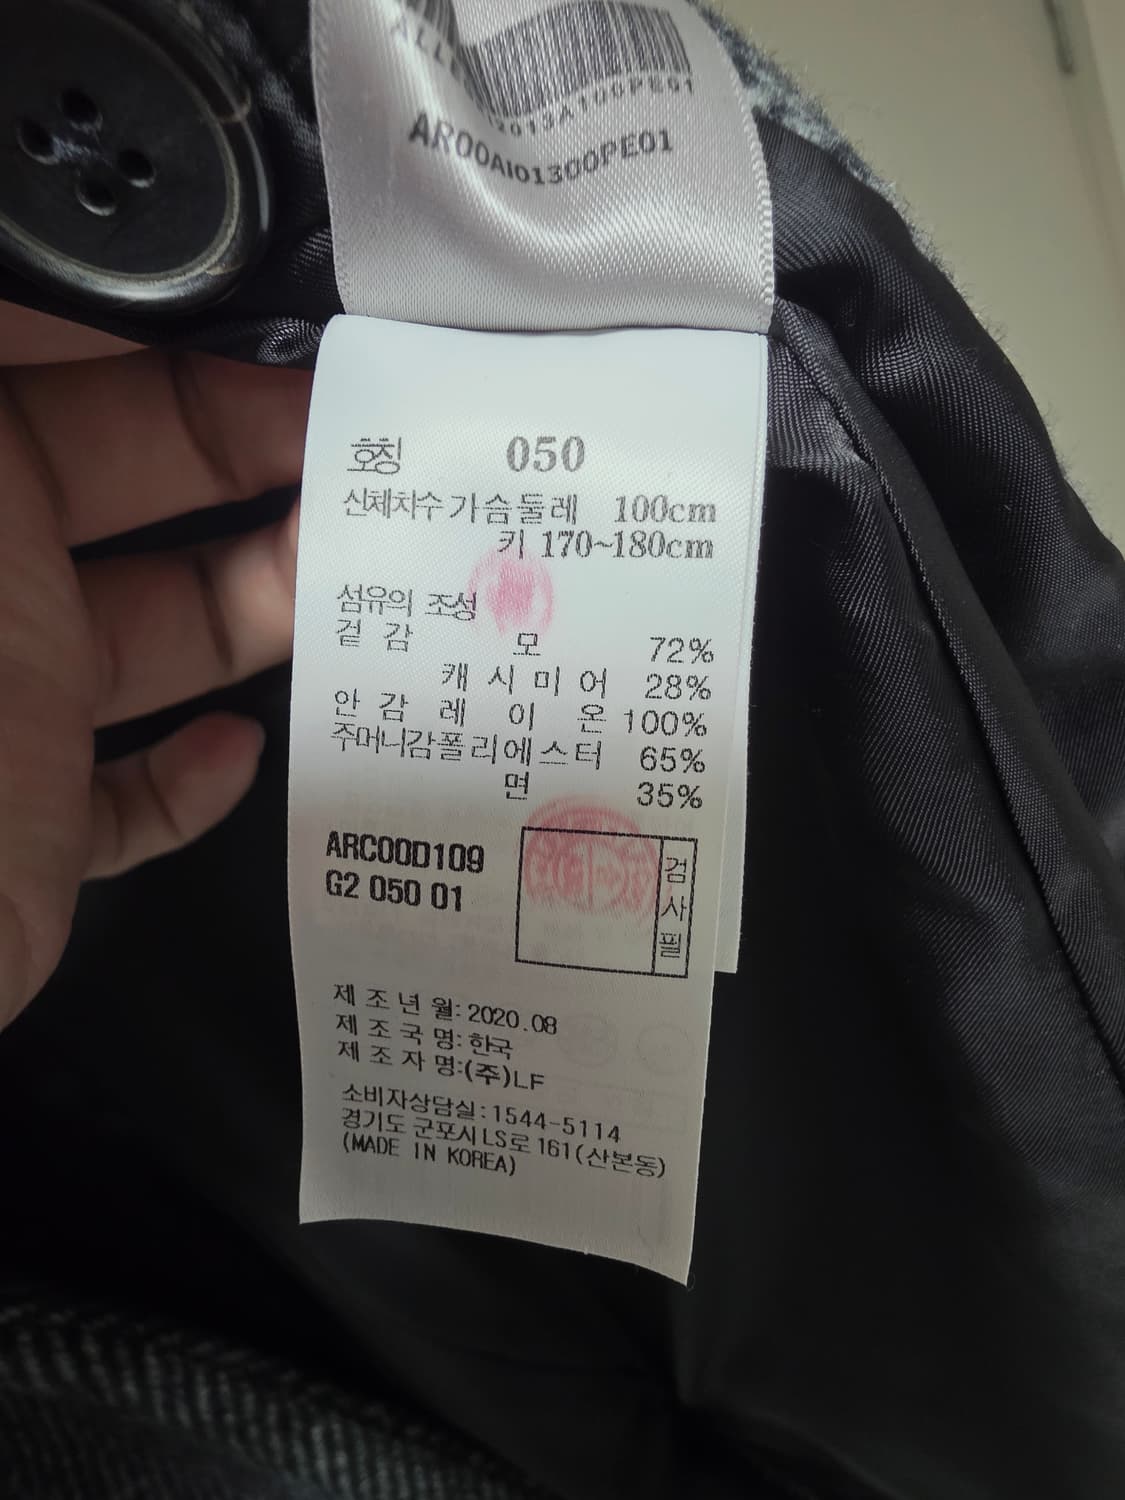 2013A100PE01
AR00AI01300PE01
호칭 050
신체치수 가슴둘레 100cm
키 170~180cm
섬유의 조성
겉감 모 72%
캐시미어 28%
안감 레이온 100%
주머니감 폴리에스터 65%
면 35%
ARC00D109
G2 050 01
검사필
제조년월: 2020.08
제조국명: 한국
제조자명:(주)LF
소비자상담실:1544-5114
경기도 군포시 LS로 161(산본동)
(MADE IN KOREA)